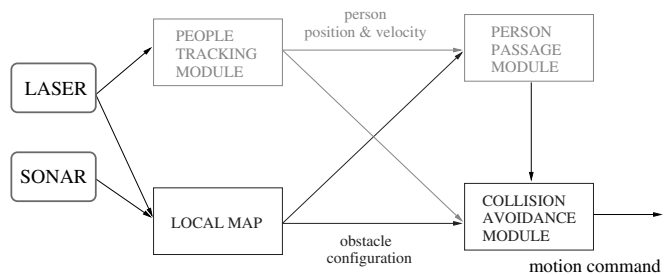 person
position & velocity
PEOPLE
TRACKING
MODULE
PERSON
PASSAGE
MODULE
LASER
SONAR
LOCAL MAP
COLLISION
AVOIDANCE
MODULE
obstacle
configuration
motion command